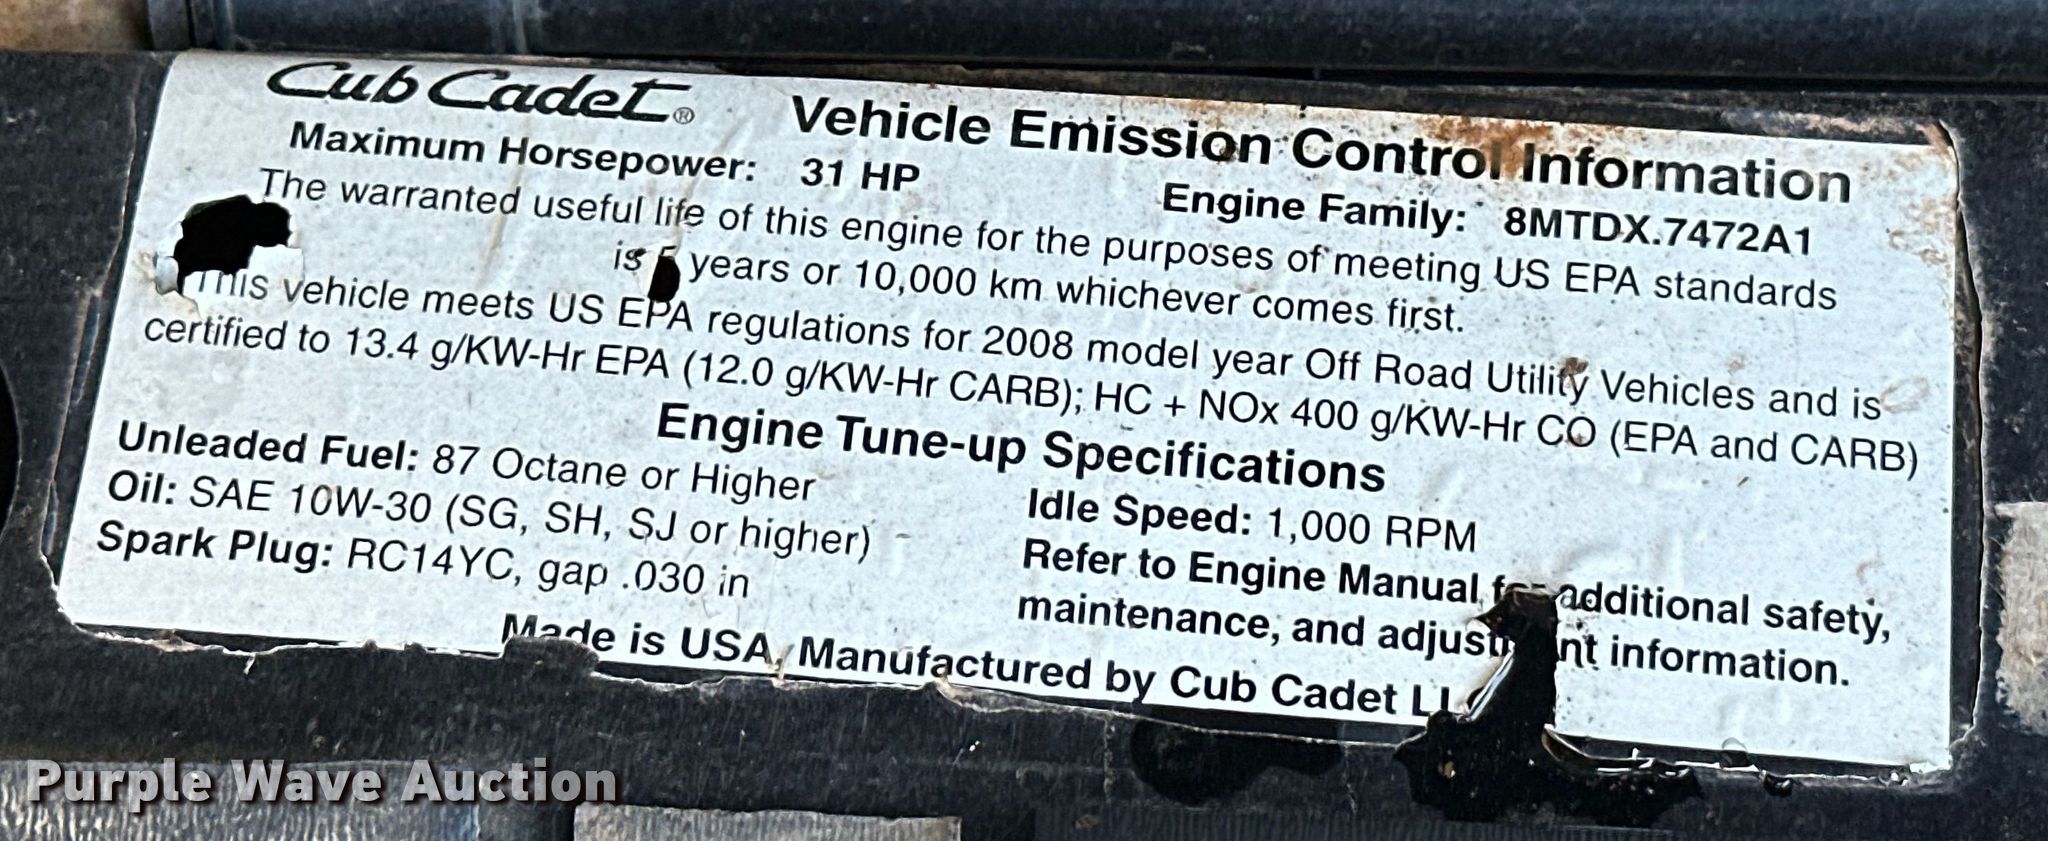 Cub Cadet® Vehicle Emission Control Information
Maximum Horsepower: 31 HP Engine Family: 8MTDX.7472A1
The warranted useful life of this engine for the purposes of meeting US EPA standards
is 5 years or 10,000 km whichever comes first.
This vehicle meets US EPA regulations for 2008 model year Off Road Utility Vehicles and is
certified to 13.4 g/KW-Hr EPA (12.0 g/KW-Hr CARB); HC + NOx 400 g/KW-Hr CO (EPA and CARB)
Engine Tune-up Specifications
Unleaded Fuel: 87 Octane or Higher
Oil: SAE 10W-30 (SG, SH, SJ or higher)
Spark Plug: RC14YC, gap .030 in
Idle Speed: 1,000 RPM
Refer to Engine Manual for additional safety,
maintenance, and adjustment information.
Made is USA, Manufactured by Cub Cadet LLC
Purple Wave Auction